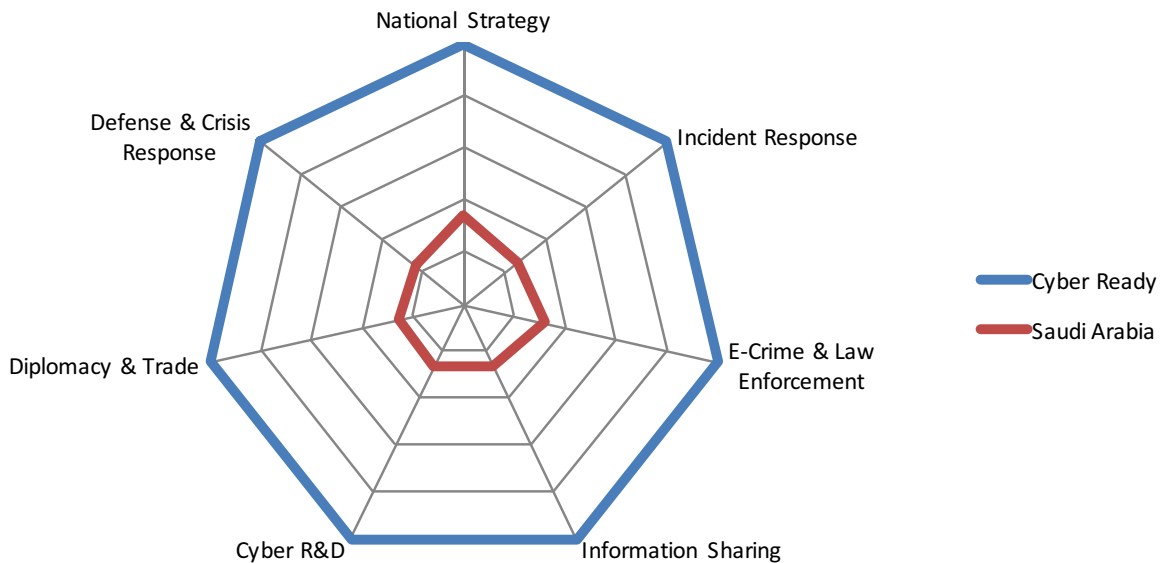 National Strategy
Incident Response
E-Crime & Law
Enforcement
Information Sharing
Cyber R&D
Diplomacy & Trade
Defense & Crisis
Response
Cyber Ready
Saudi Arabia